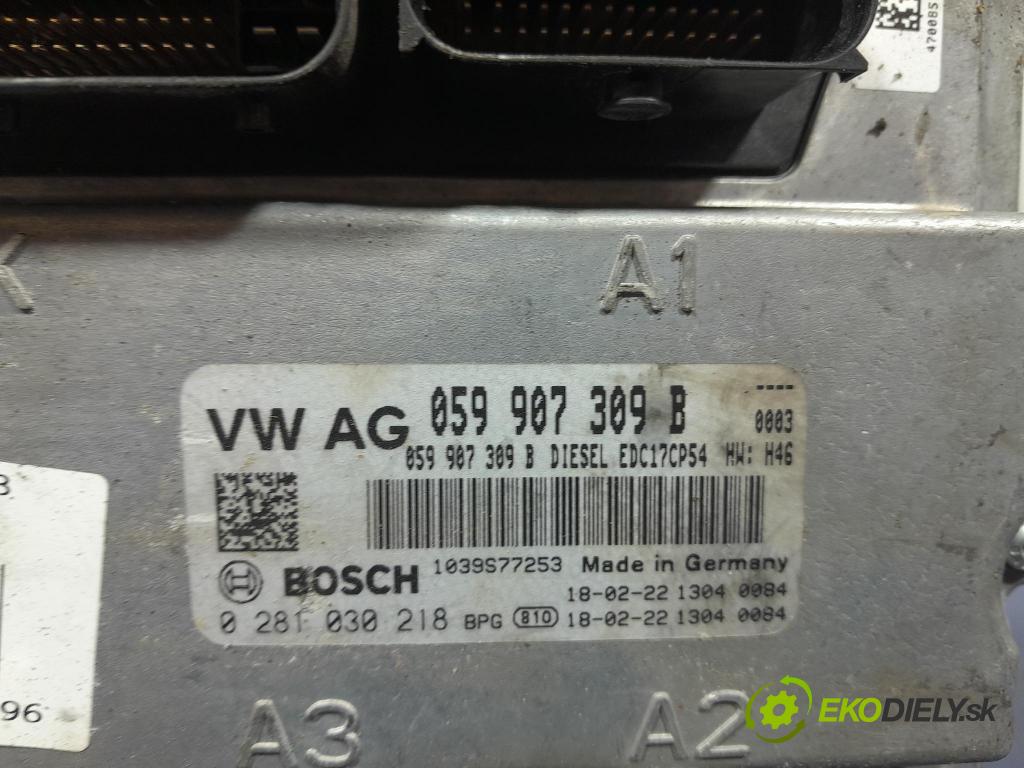 47008S
A1
VW AG 059 907 309 B
----
0003
059 907 309 B DIESEL EDC17CP54 HW: H46
BOSCH 1039S77253 Made in Germany
18-02-22 1304 0084
0 281 030 218 BPG 810 18-02-22 1304 0084
96
A3
A2
EKODIELY.sk